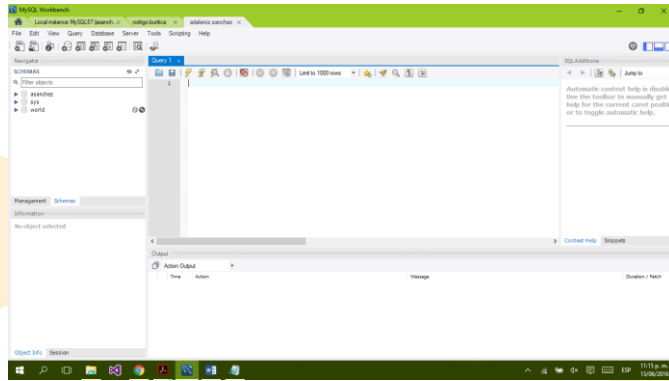 MySQL Workbench
Local instance MySQL57 (asanch... × rodrigo.buitica × adaleniz sanchez ×
File Edit View Query Database Server Tools Scripting Help
Navigator
SCHEMAS
Filter objects
asanchez
sys
world
Management Schemas
Information
No object selected
Object Info Session
Query 1 ×
Limit to 1000 rows
1
Output
Action Output
Time Action Message Duration / Fetch
SQLAdditions
Jump to
Automatic context help is disable
Use the toolbar to manually get
help for the current caret positi
or to toggle automatic help.
Context Help Snippets
ESP
11:15 p. m.
15/06/2016